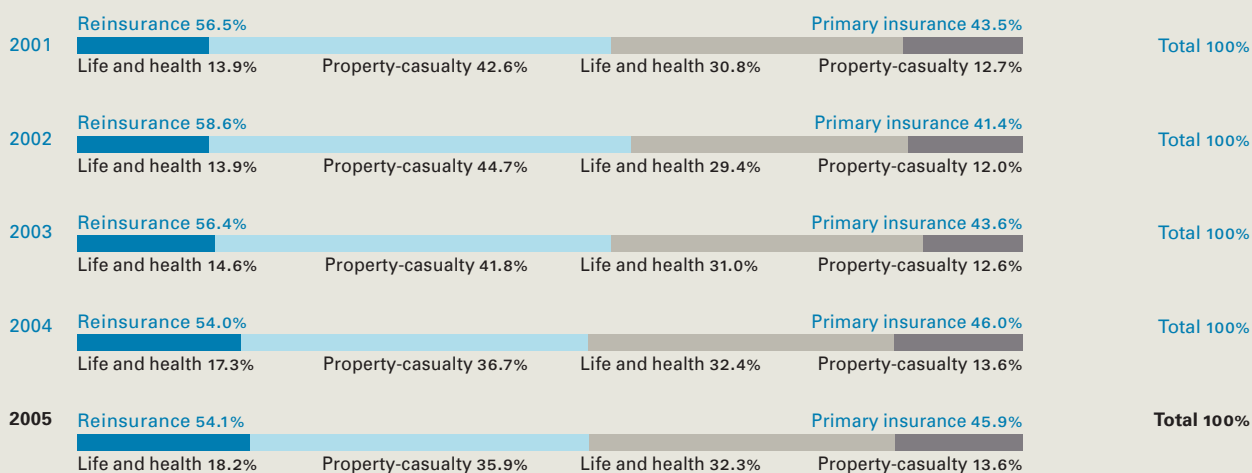 Reinsurance 56.5% Primary insurance 43.5%
2001 Total 100%
Life and health 13.9% Property-casualty 42.6% Life and health 30.8% Property-casualty 12.7%
Reinsurance 58.6% Primary insurance 41.4%
2002 Total 100%
Life and health 13.9% Property-casualty 44.7% Life and health 29.4% Property-casualty 12.0%
Reinsurance 56.4% Primary insurance 43.6%
2003 Total 100%
Life and health 14.6% Property-casualty 41.8% Life and health 31.0% Property-casualty 12.6%
Reinsurance 54.0% Primary insurance 46.0%
2004 Total 100%
Life and health 17.3% Property-casualty 36.7% Life and health 32.4% Property-casualty 13.6%
2005 Reinsurance 54.1% Primary insurance 45.9% Total 100%
Life and health 18.2% Property-casualty 35.9% Life and health 32.3% Property-casualty 13.6%